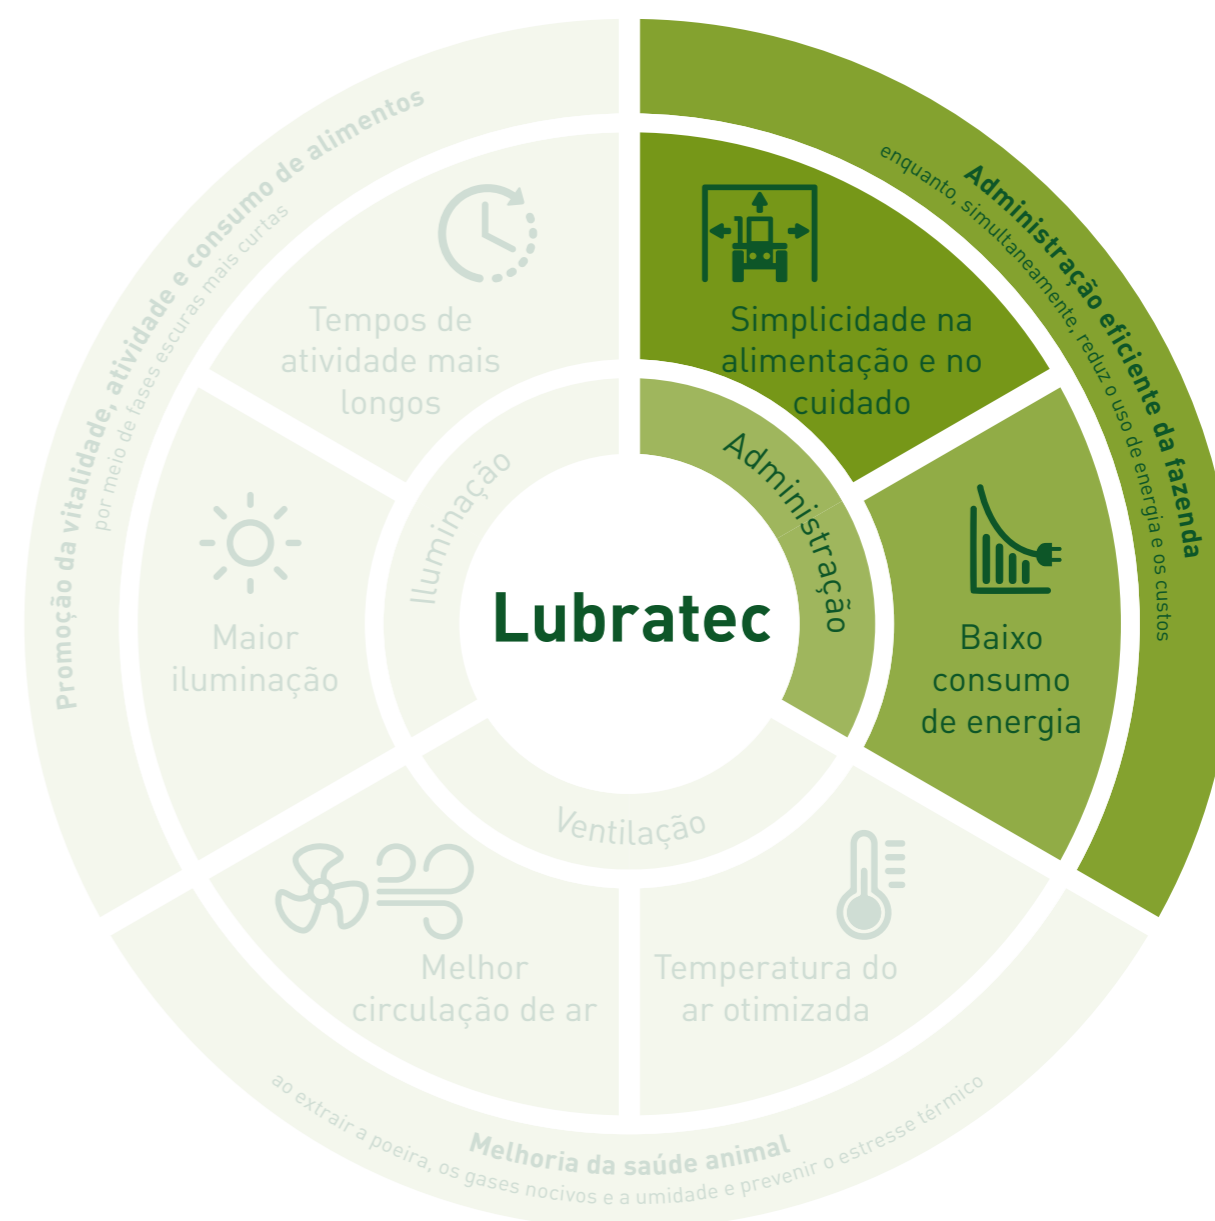 Lubratec
Administração
Simplicidade na
alimentação e no
cuidado
Baixo
consumo
de energia
Administração eficiente da fazenda
enquanto, simultaneamente, reduz o uso de energia e os custos
Ventilação
Temperatura do
ar otimizada
Melhor
circulação de ar
Melhoria da saúde animal
ao extrair a poeira, os gases nocivos e a umidade e prevenir o estresse térmico
Iluminação
Maior
iluminação
Tempos de
atividade mais
longos
Promoção da vitalidade, atividade e consumo de alimentos
por meio de fases escuras mais curtas